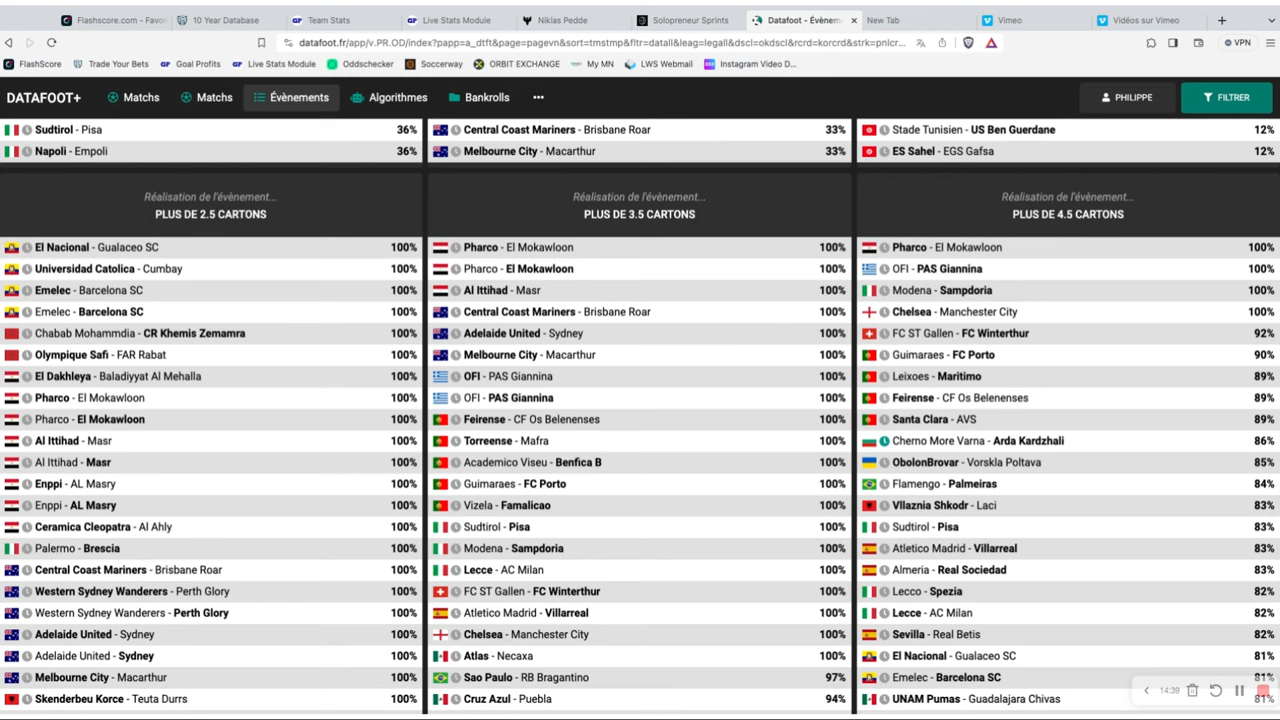 Flashscore.com - Favor
10 Year Database
Team Stats
Live Stats Module
Niklas Pedde
Solopreneur Sprints
Datafoot - Évènem
New Tab
Vimeo
Vidéos sur Vimeo
datafoot.fr/app/v.PR.OD/index?papp=a_dtft&page=pagevn&sort=tmstmp&fltr=datall&leag=legall&dscl=okdscl&rcrd=korcrd&strk=pnlcr...
VPN
FlashScore
Trade Your Bets
Goal Profits
Live Stats Module
Oddschecker
Soccerway
ORBIT EXCHANGE
My MN
LWS Webmail
Instagram Video D...
DATAFOOT+
Matchs
Matchs
Évènements
Algorithmes
Bankrolls
PHILIPPE
FILTRER
Sudtirol - Pisa 36%
Napoli - Empoli 36%
Central Coast Mariners - Brisbane Roar 33%
Melbourne City - Macarthur 33%
Stade Tunisien - US Ben Guerdane 12%
ES Sahel - EGS Gafsa 12%
Réalisation de l'évènement...
PLUS DE 2.5 CARTONS
El Nacional - Gualaceo SC 100%
Universidad Catolica - Cumbay 100%
Emelec - Barcelona SC 100%
Emelec - Barcelona SC 100%
Chabab Mohammdia - CR Khemis Zemamra 100%
Olympique Safi - FAR Rabat 100%
El Dakhleya - Baladiyyat Al Mehalla 100%
Pharco - El Mokawloon 100%
Pharco - El Mokawloon 100%
Al Ittihad - Masr 100%
Al Ittihad - Masr 100%
Enppi - AL Masry 100%
Enppi - AL Masry 100%
Ceramica Cleopatra - Al Ahly 100%
Palermo - Brescia 100%
Central Coast Mariners - Brisbane Roar 100%
Western Sydney Wanderers - Perth Glory 100%
Western Sydney Wanderers - Perth Glory 100%
Adelaide United - Sydney 100%
Adelaide United - Sydney 100%
Melbourne City - Macarthur 100%
Skenderbeu Korce - Teuta Durrs 100%
Réalisation de l'évènement...
PLUS DE 3.5 CARTONS
Pharco - El Mokawloon 100%
Pharco - El Mokawloon 100%
Al Ittihad - Masr 100%
Central Coast Mariners - Brisbane Roar 100%
Adelaide United - Sydney 100%
Melbourne City - Macarthur 100%
OFI - PAS Giannina 100%
OFI - PAS Giannina 100%
Feirense - CF Os Belenenses 100%
Torreense - Mafra 100%
Academico Viseu - Benfica B 100%
Guimaraes - FC Porto 100%
Vizela - Famalicao 100%
Sudtirol - Pisa 100%
Modena - Sampdoria 100%
Lecce - AC Milan 100%
FC ST Gallen - FC Winterthur 100%
Atletico Madrid - Villarreal 100%
Chelsea - Manchester City 100%
Atlas - Necaxa 100%
Sao Paulo - RB Bragantino 97%
Cruz Azul - Puebla 94%
Réalisation de l'évènement...
PLUS DE 4.5 CARTONS
Pharco - El Mokawloon 100%
OFI - PAS Giannina 100%
Modena - Sampdoria 100%
Chelsea - Manchester City 100%
FC ST Gallen - FC Winterthur 92%
Guimaraes - FC Porto 90%
Leixoes - Maritimo 89%
Feirense - CF Os Belenenses 89%
Santa Clara - AVS 89%
Cherno More Varna - Arda Kardzhali 86%
ObolonBrovar - Vorskla Poltava 85%
Flamengo - Palmeiras 84%
Vllaznia Shkodr - Laci 83%
Sudtirol - Pisa 83%
Atletico Madrid - Villarreal 83%
Almeria - Real Sociedad 83%
Lecco - Spezia 82%
Lecce - AC Milan 82%
Sevilla - Real Betis 82%
El Nacional - Gualaceo SC 81%
Emelec - Barcelona SC 81%
UNAM Pumas - Guadalajara Chivas 81%
14:39